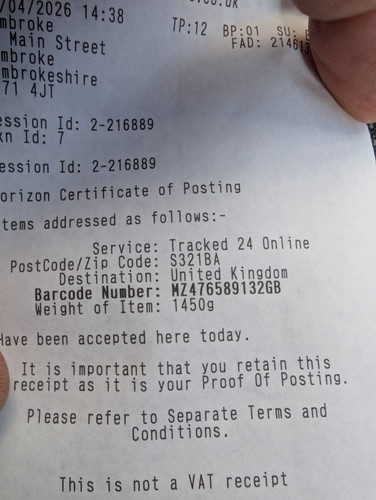 /04/2026 14:38
mbroke
Main Street
mbroke
mbrokeshire
71 4JT
TP:12 BP:01 SU:
FAD: 21461
ession Id: 2-216889
xn Id: 7
ession Id: 2-216889
orizon Certificate of Posting
tems addressed as follows:-
Service: Tracked 24 Online
PostCode/Zip Code: S321BA
Destination: United Kingdom
Barcode Number: MZ476589132GB
Weight of Item: 1450g
Have been accepted here today.
It is important that you retain this
receipt as it is your Proof Of Posting.
Please refer to Separate Terms and
Conditions.
This is not a VAT receipt